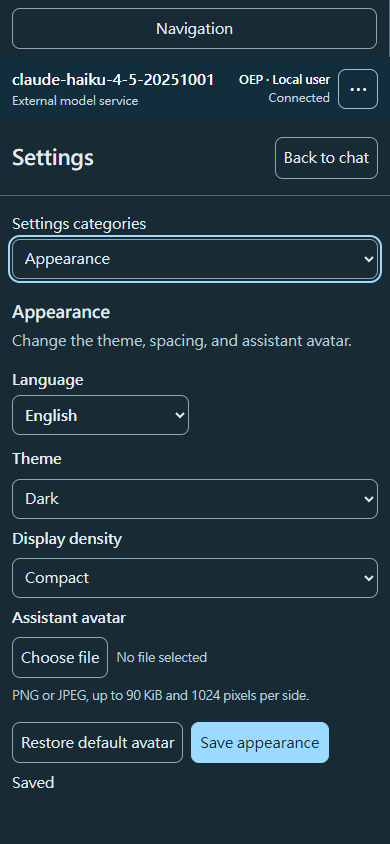 Navigation
claude-haiku-4-5-20251001
External model service
OEP · Local user
Connected
...
Settings
Back to chat
Settings categories
Appearance
Appearance
Change the theme, spacing, and assistant avatar.
Language
English
Theme
Dark
Display density
Compact
Assistant avatar
Choose file
No file selected
PNG or JPEG, up to 90 KiB and 1024 pixels per side.
Restore default avatar
Save appearance
Saved